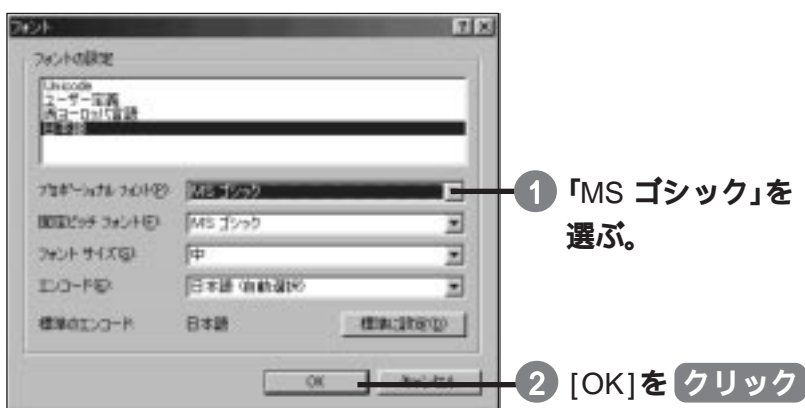 フォント
フォントの設定
Unicode
ユーザー定義
西ヨーロッパ言語
日本語
プロポーショナル フォント(P) MS ゴシック
固定ピッチ フォント(F) MS ゴシック
フォント サイズ(S) 中
エンコード(E) 日本語 (自動選択)
標準のエンコード 日本語 標準に設定(D)
OK キャンセル
1 「MS ゴシック」を
選ぶ。
2 [OK]を クリック